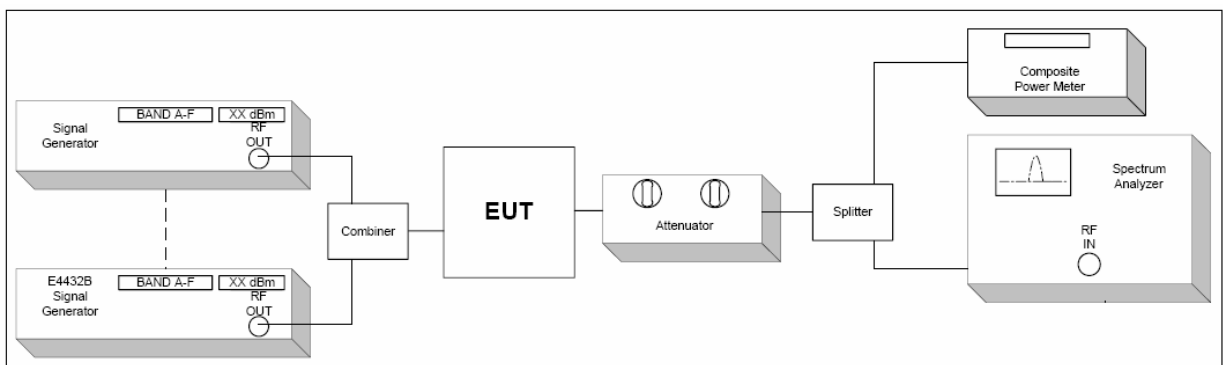 Signal
Generator
BAND A-F
XX dBm
RF
OUT
E4432B
Signal
Generator
BAND A-F
XX dBm
RF
OUT
Combiner
EUT
Attenuator
Splitter
Composite
Power Meter
Spectrum
Analyzer
RF
IN